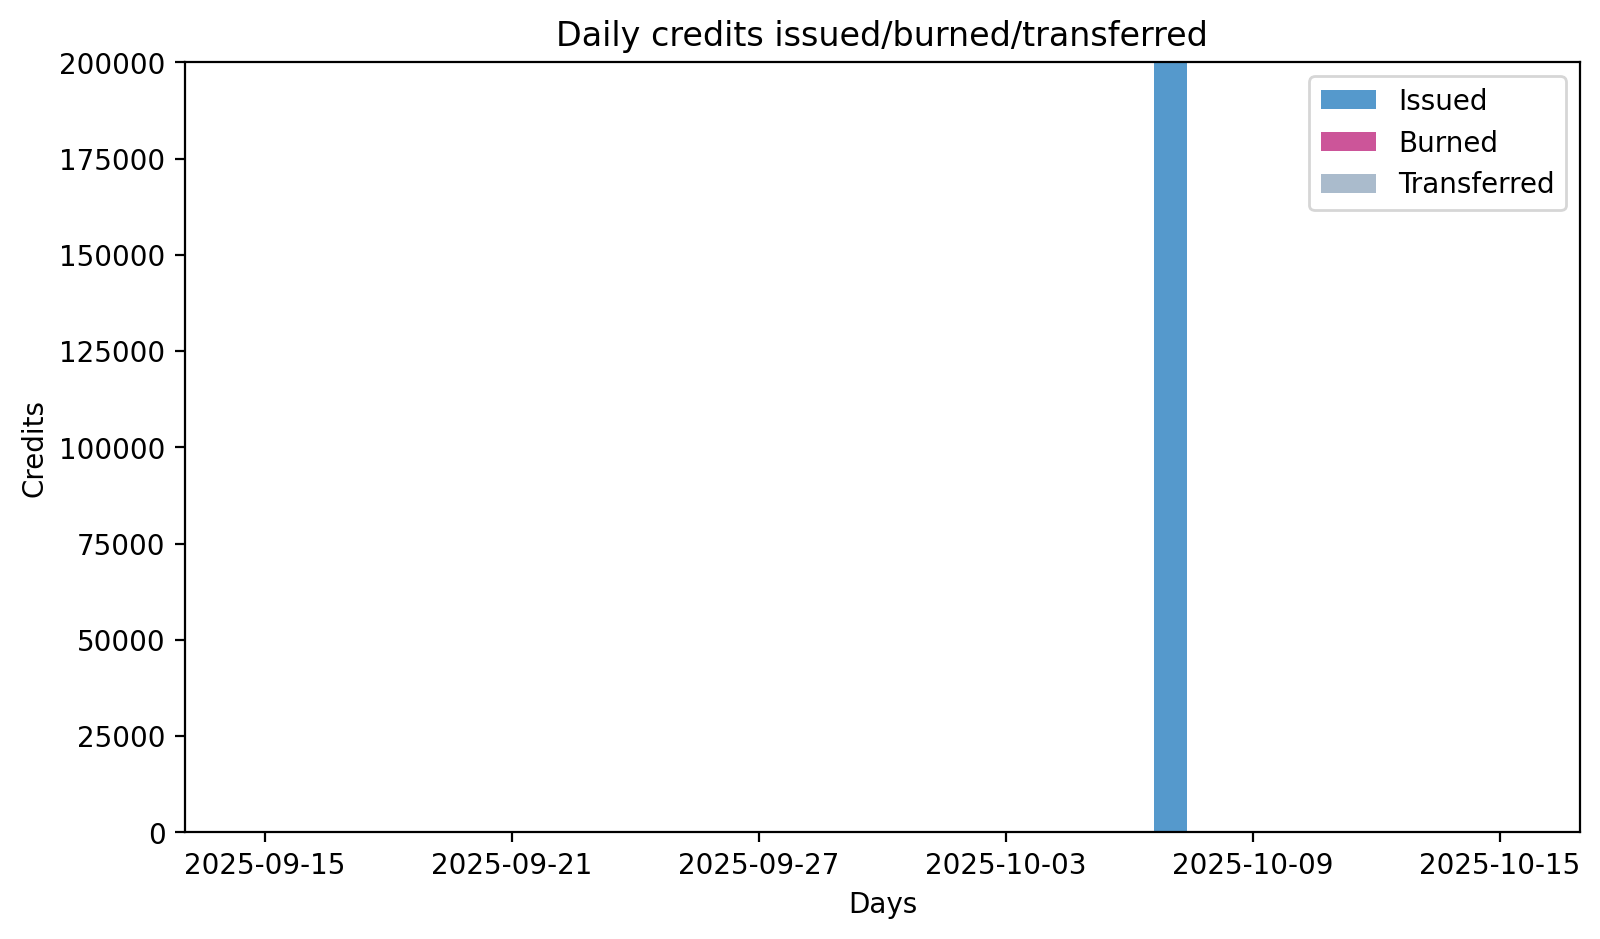 Daily credits issued/burned/transferred
200000
175000
150000
125000
100000
75000
50000
25000
0
Credits
Issued
Burned
Transferred
2025-09-15
2025-09-21
2025-09-27
2025-10-03
2025-10-09
2025-10-15
Days